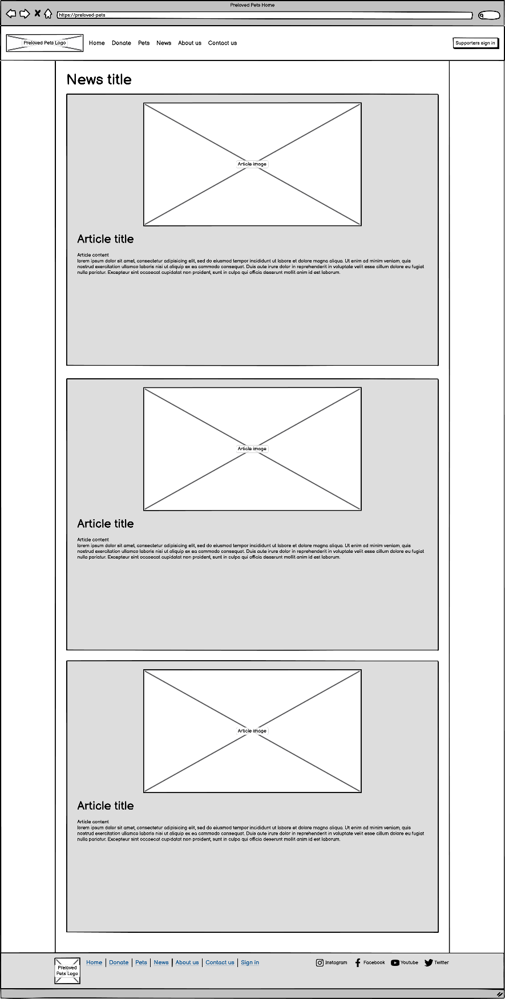 Preloved Pets Home
https://preloved-pets
Preloved Pets Logo
Home Donate Pets News About us Contact us
Supporters sign in
News title
Article image
Article title
Article content
lorem ipsum dolor sit amet, consectetur adipisicing elit, sed do eiusmod tempor incididunt ut labore et dolore magna aliqua. Ut enim ad minim veniam, quis
nostrud exercitation ullamco laboris nisi ut aliquip ex ea commodo consequat. Duis aute irure dolor in reprehenderit in voluptate velit esse cillum dolore eu fugiat
nulla pariatur. Excepteur sint occaecat cupidatat non proident, sunt in culpa qui officia deserunt mollit anim id est laborum.
Article image
Article title
Article content
lorem ipsum dolor sit amet, consectetur adipisicing elit, sed do eiusmod tempor incididunt ut labore et dolore magna aliqua. Ut enim ad minim veniam, quis
nostrud exercitation ullamco laboris nisi ut aliquip ex ea commodo consequat. Duis aute irure dolor in reprehenderit in voluptate velit esse cillum dolore eu fugiat
nulla pariatur. Excepteur sint occaecat cupidatat non proident, sunt in culpa qui officia deserunt mollit anim id est laborum.
Article image
Article title
Article content
lorem ipsum dolor sit amet, consectetur adipisicing elit, sed do eiusmod tempor incididunt ut labore et dolore magna aliqua. Ut enim ad minim veniam, quis
nostrud exercitation ullamco laboris nisi ut aliquip ex ea commodo consequat. Duis aute irure dolor in reprehenderit in voluptate velit esse cillum dolore eu fugiat
nulla pariatur. Excepteur sint occaecat cupidatat non proident, sunt in culpa qui officia deserunt mollit anim id est laborum.
Preloved
Pets Logo
Home | Donate | Pets | News | About us | Contact us | Sign in
Instagram Facebook Youtube Twitter